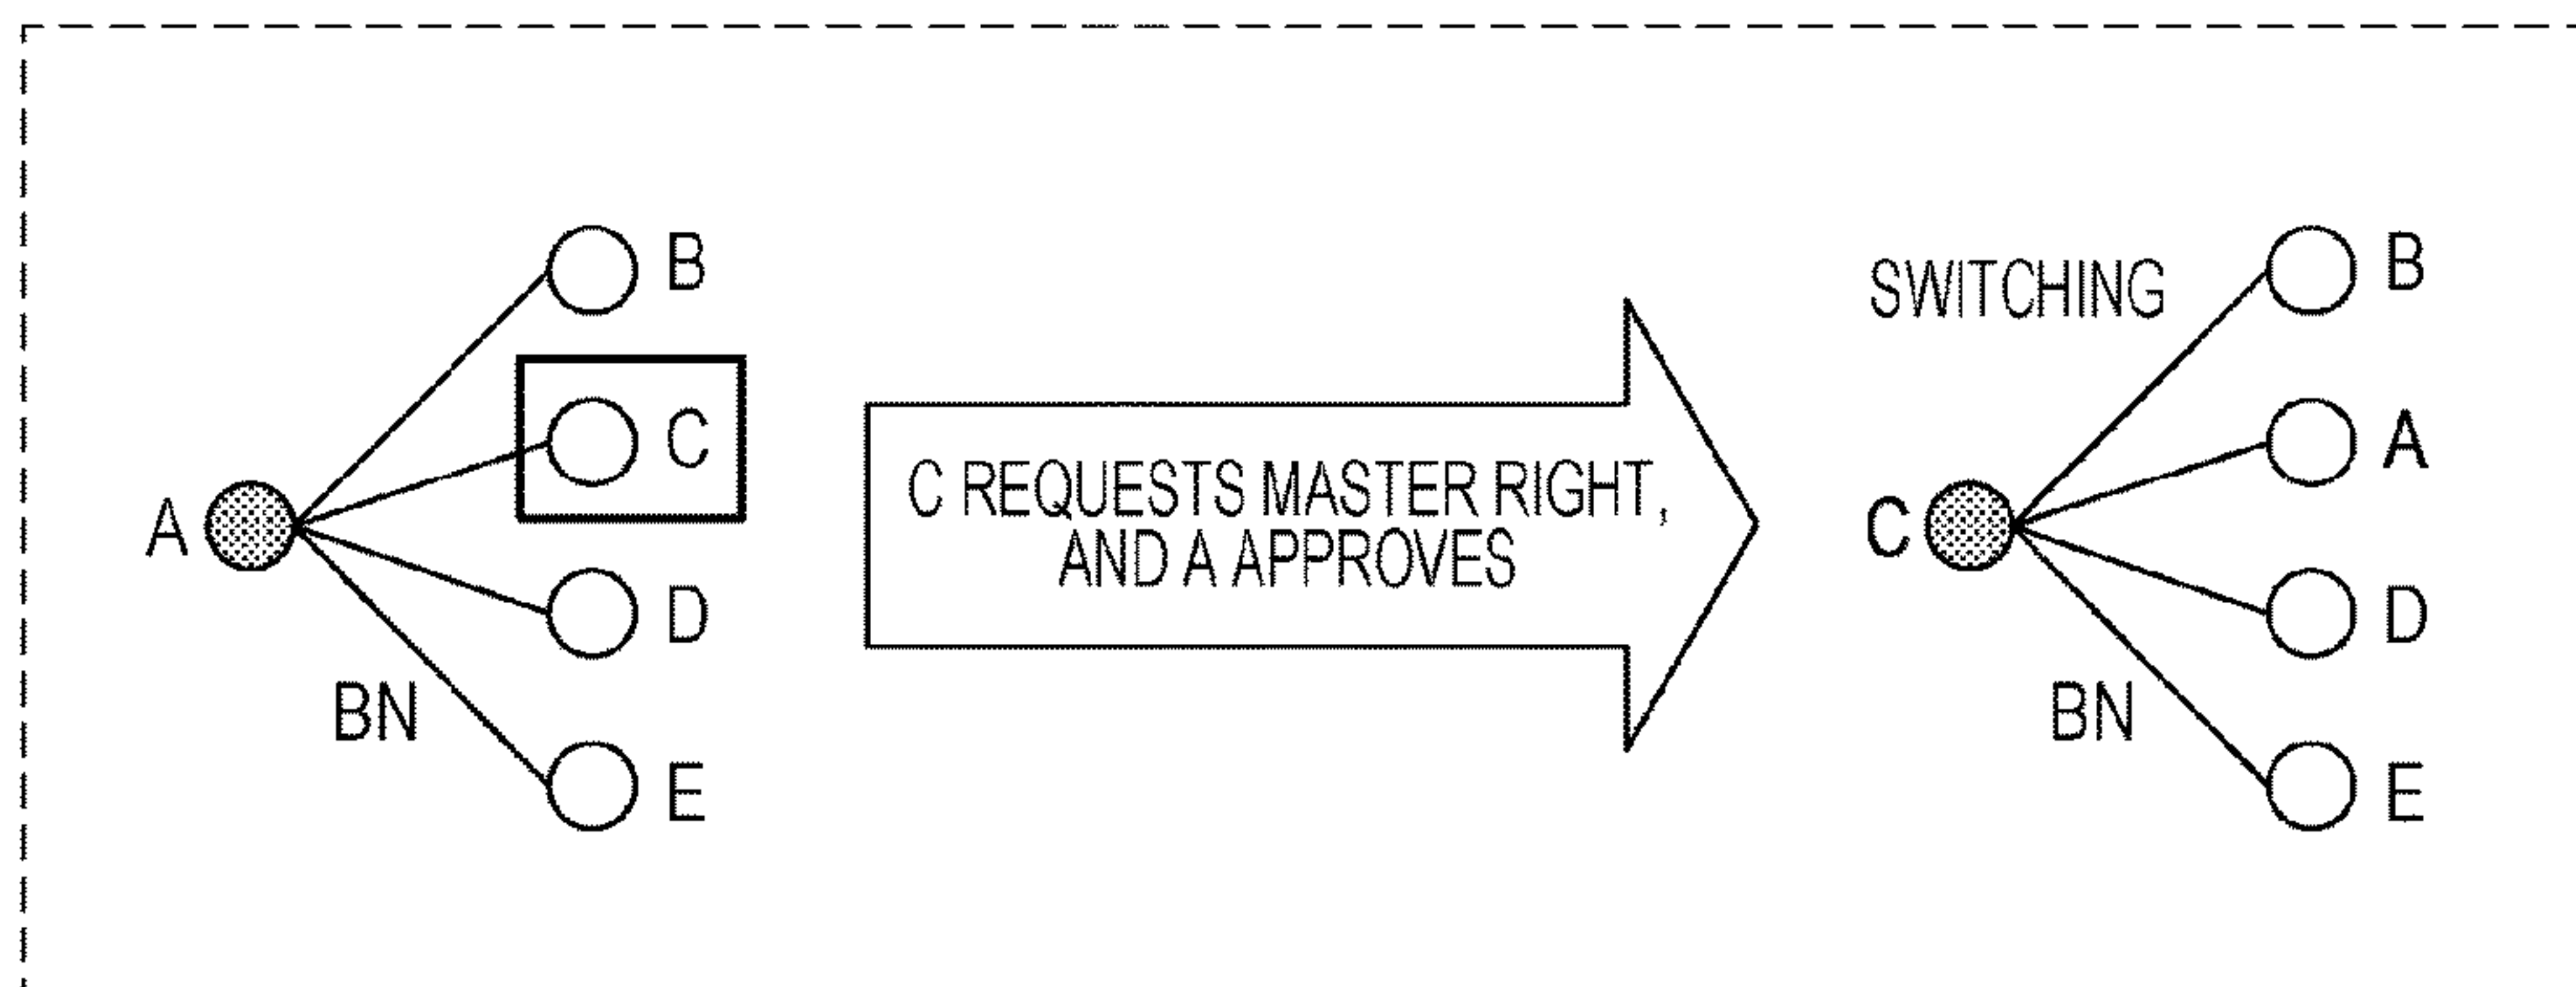 B
C
A
D
BN
E
C REQUESTS MASTER RIGHT,
AND A APPROVES
SWITCHING
B
A
C
D
BN
E